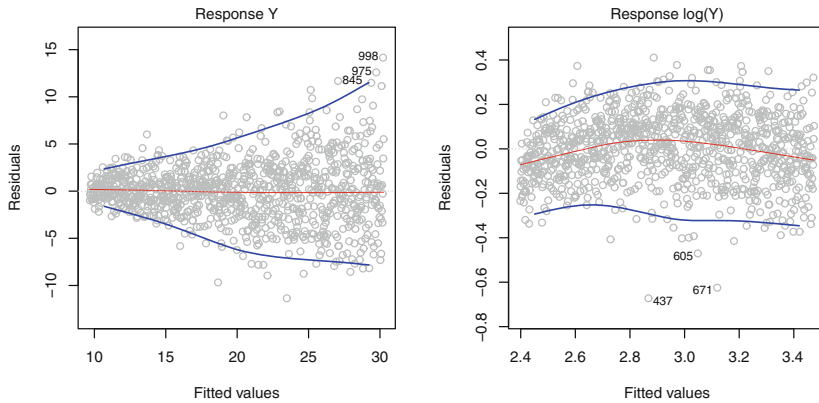 Response Y
Residuals
15
10
5
0
−5
−10
998
975
845
10 15 20 25 30
Fitted values
Response log(Y)
Residuals
0.4
0.2
0.0
−0.2
−0.4
−0.6
−0.8
605
671
437
2.4 2.6 2.8 3.0 3.2 3.4
Fitted values